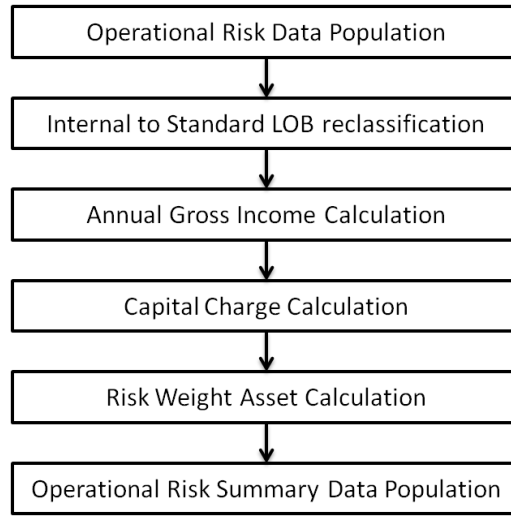 Operational Risk Data Population
Internal to Standard LOB reclassification
Annual Gross Income Calculation
Capital Charge Calculation
Risk Weight Asset Calculation
Operational Risk Summary Data Population